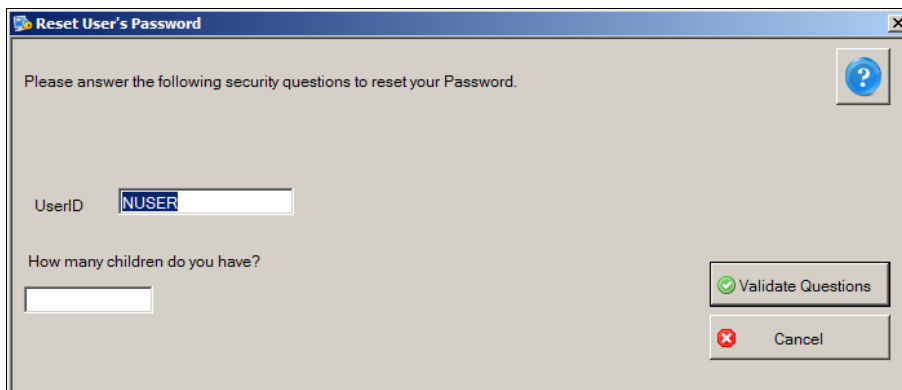 Reset User's Password
Please answer the following security questions to reset your Password.
UserID NUSER
How many children do you have?
Validate Questions
Cancel